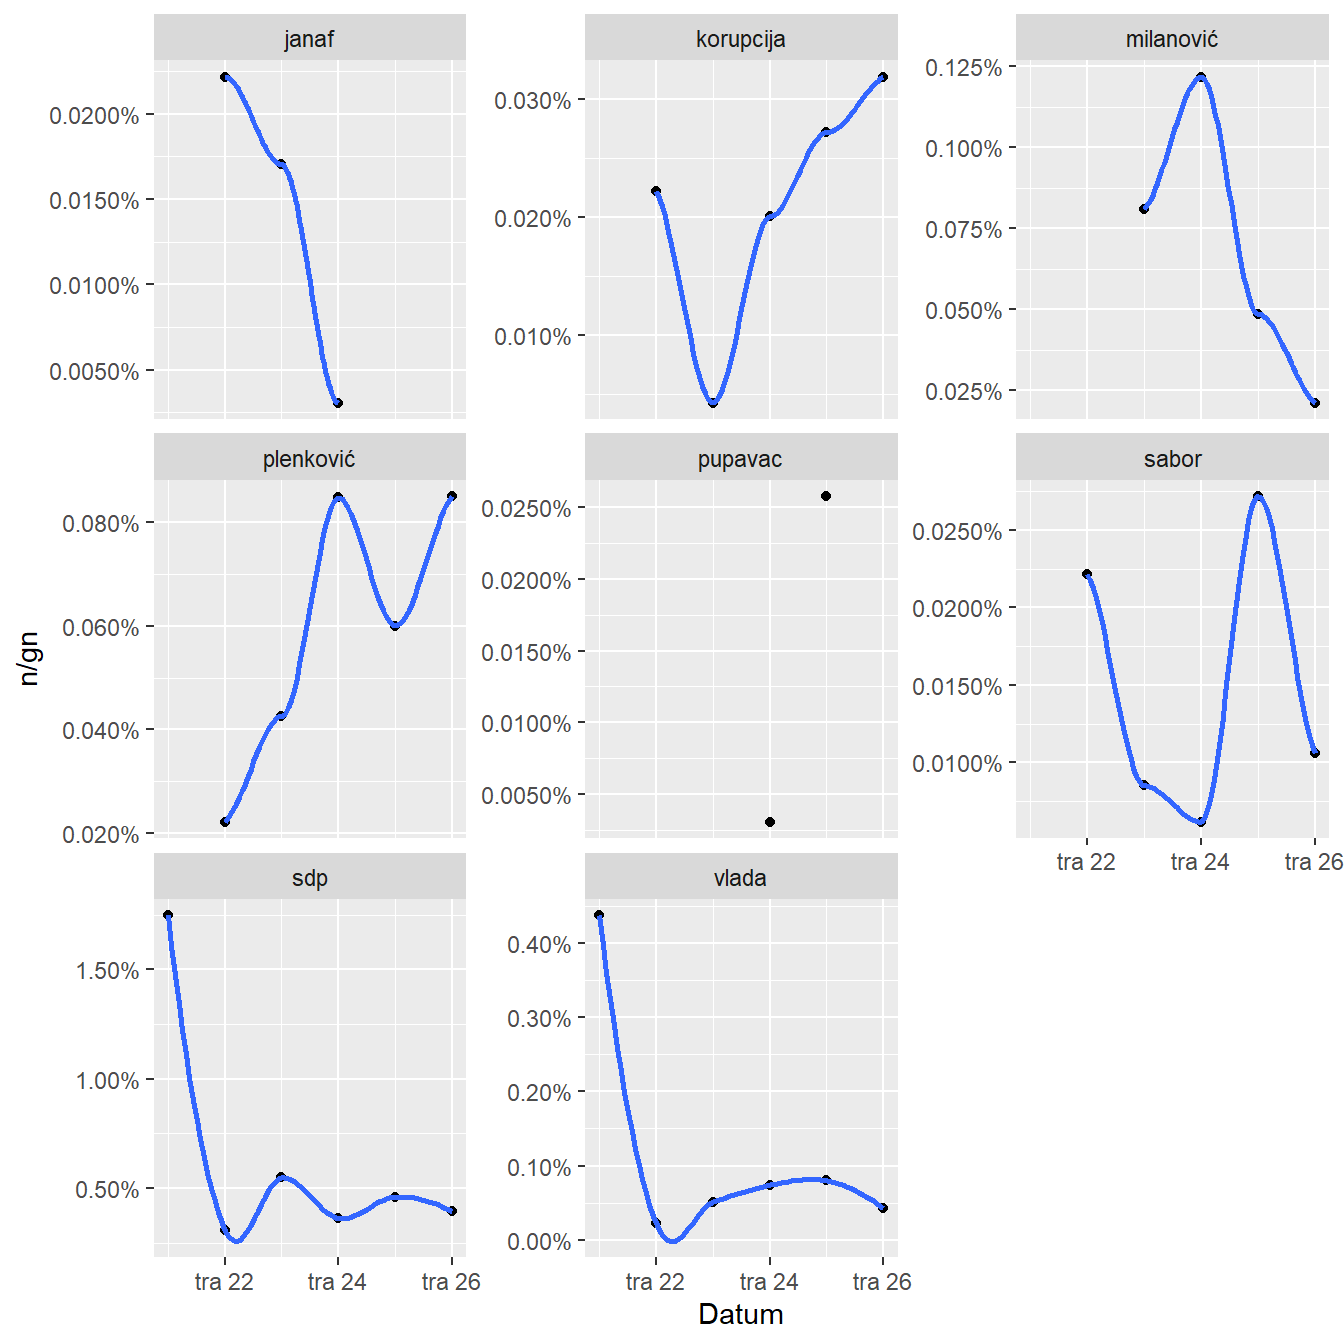 janaf
korupcija
milanović
0.0200%
0.0150%
0.0100%
0.0050%
0.030%
0.020%
0.010%
0.125%
0.100%
0.075%
0.050%
0.025%
plenković
pupavac
sabor
0.080%
0.060%
0.040%
0.020%
0.0250%
0.0200%
0.0150%
0.0100%
0.0050%
0.0250%
0.0200%
0.0150%
0.0100%
tra 22
tra 24
tra 26
n/gn
sdp
vlada
1.50%
1.00%
0.50%
0.40%
0.30%
0.20%
0.10%
0.00%
tra 22
tra 24
tra 26
tra 22
tra 24
tra 26
Datum